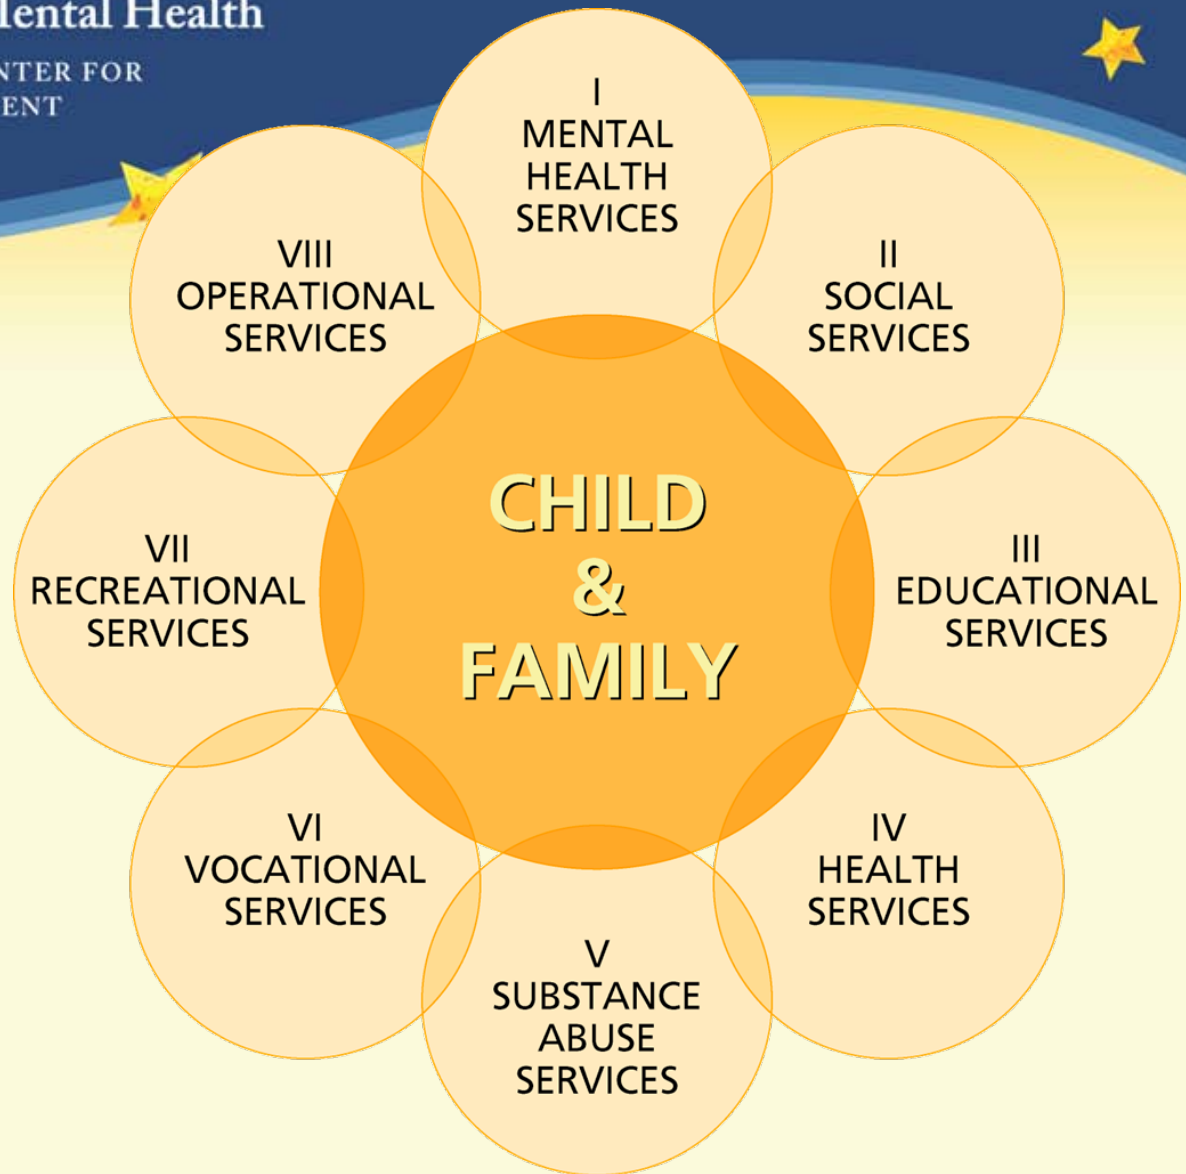 Mental Health
NTER FOR
ENT
I
MENTAL
HEALTH
SERVICES
II
SOCIAL
SERVICES
III
EDUCATIONAL
SERVICES
IV
HEALTH
SERVICES
V
SUBSTANCE
ABUSE
SERVICES
VI
VOCATIONAL
SERVICES
VII
RECREATIONAL
SERVICES
VIII
OPERATIONAL
SERVICES
CHILD
&
FAMILY